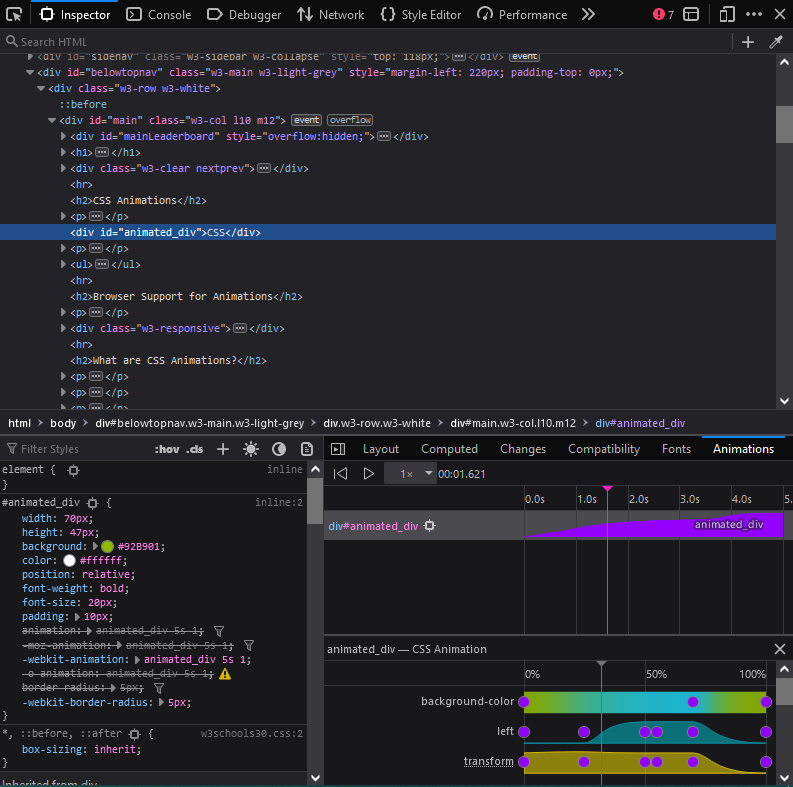 Inspector Console Debugger Network Style Editor Performance 7
Search HTML
<div id="sidenav" class="w3-sidebar w3-collapse" style="top: 118px;"></div> event
<div id="belowtopnav" class="w3-main w3-light-grey" style="margin-left: 220px; padding-top: 0px;">
<div class="w3-row w3-white">
::before
<div id="main" class="w3-col l10 m12"> event overflow
<div id="mainLeaderboard" style="overflow:hidden;"></div>
<h1></h1>
<div class="w3-clear nextprev"></div>
<hr>
<h2>CSS Animations</h2>
<p></p>
<div id="animated_div">CSS</div>
<p></p>
<ul></ul>
<hr>
<h2>Browser Support for Animations</h2>
<p></p>
<div class="w3-responsive"></div>
<hr>
<h2>What are CSS Animations?</h2>
<p></p>
<p></p>
<p></p>
html body div#belowtopnav.w3-main.w3-light-grey div.w3-row.w3-white div#main.w3-col.l10.m12 div#animated_div
Filter Styles :hov .cls
element { inline
}
#animated_div { inline:2
width: 70px;
height: 47px;
background: #92B901;
color: #ffffff;
position: relative;
font-weight: bold;
font-size: 20px;
padding: 10px;
animation: animated_div 5s 1;
-moz-animation: animated_div 5s 1;
-webkit-animation: animated_div 5s 1;
-o-animation: animated_div 5s 1;
border-radius: 5px;
-webkit-border-radius: 5px;
}
*, ::before, ::after { w3schools30.css:2
box-sizing: inherit;
}
Inherited from div
Layout Computed Changes Compatibility Fonts Animations
1× 00:01.621
0.0s 1.0s 2.0s 3.0s 4.0s 5.
div#animated_div animated_div
animated_div — CSS Animation
0% 50% 100%
background-color
left
transform